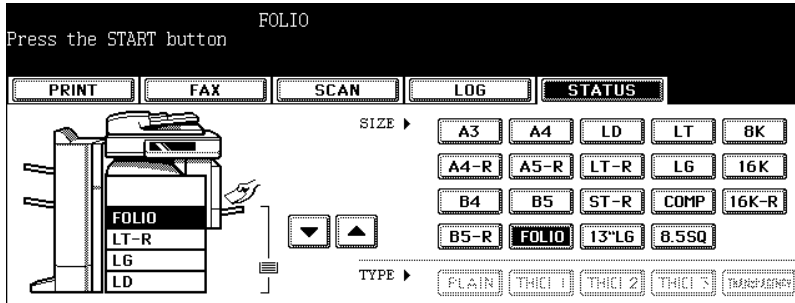 FOLIO
Press the START button
PRINT FAX SCAN LOG STATUS
SIZE
A3 A4 LD LT 8K
A4-R A5-R LT-R LG 16K
B4 B5 ST-R COMP 16K-R
B5-R FOLIO 13"LG 8.5SQ
FOLIO
LT-R
LG
LD
TYPE
PLAIN THICK 1 THICK 2 THICK 3 TRANSPARENCY